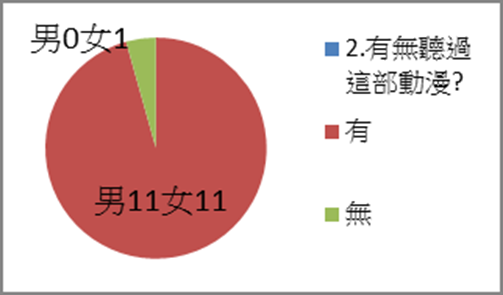 男0女1
男11女11
2.有無聽過
這部動漫?
有
無